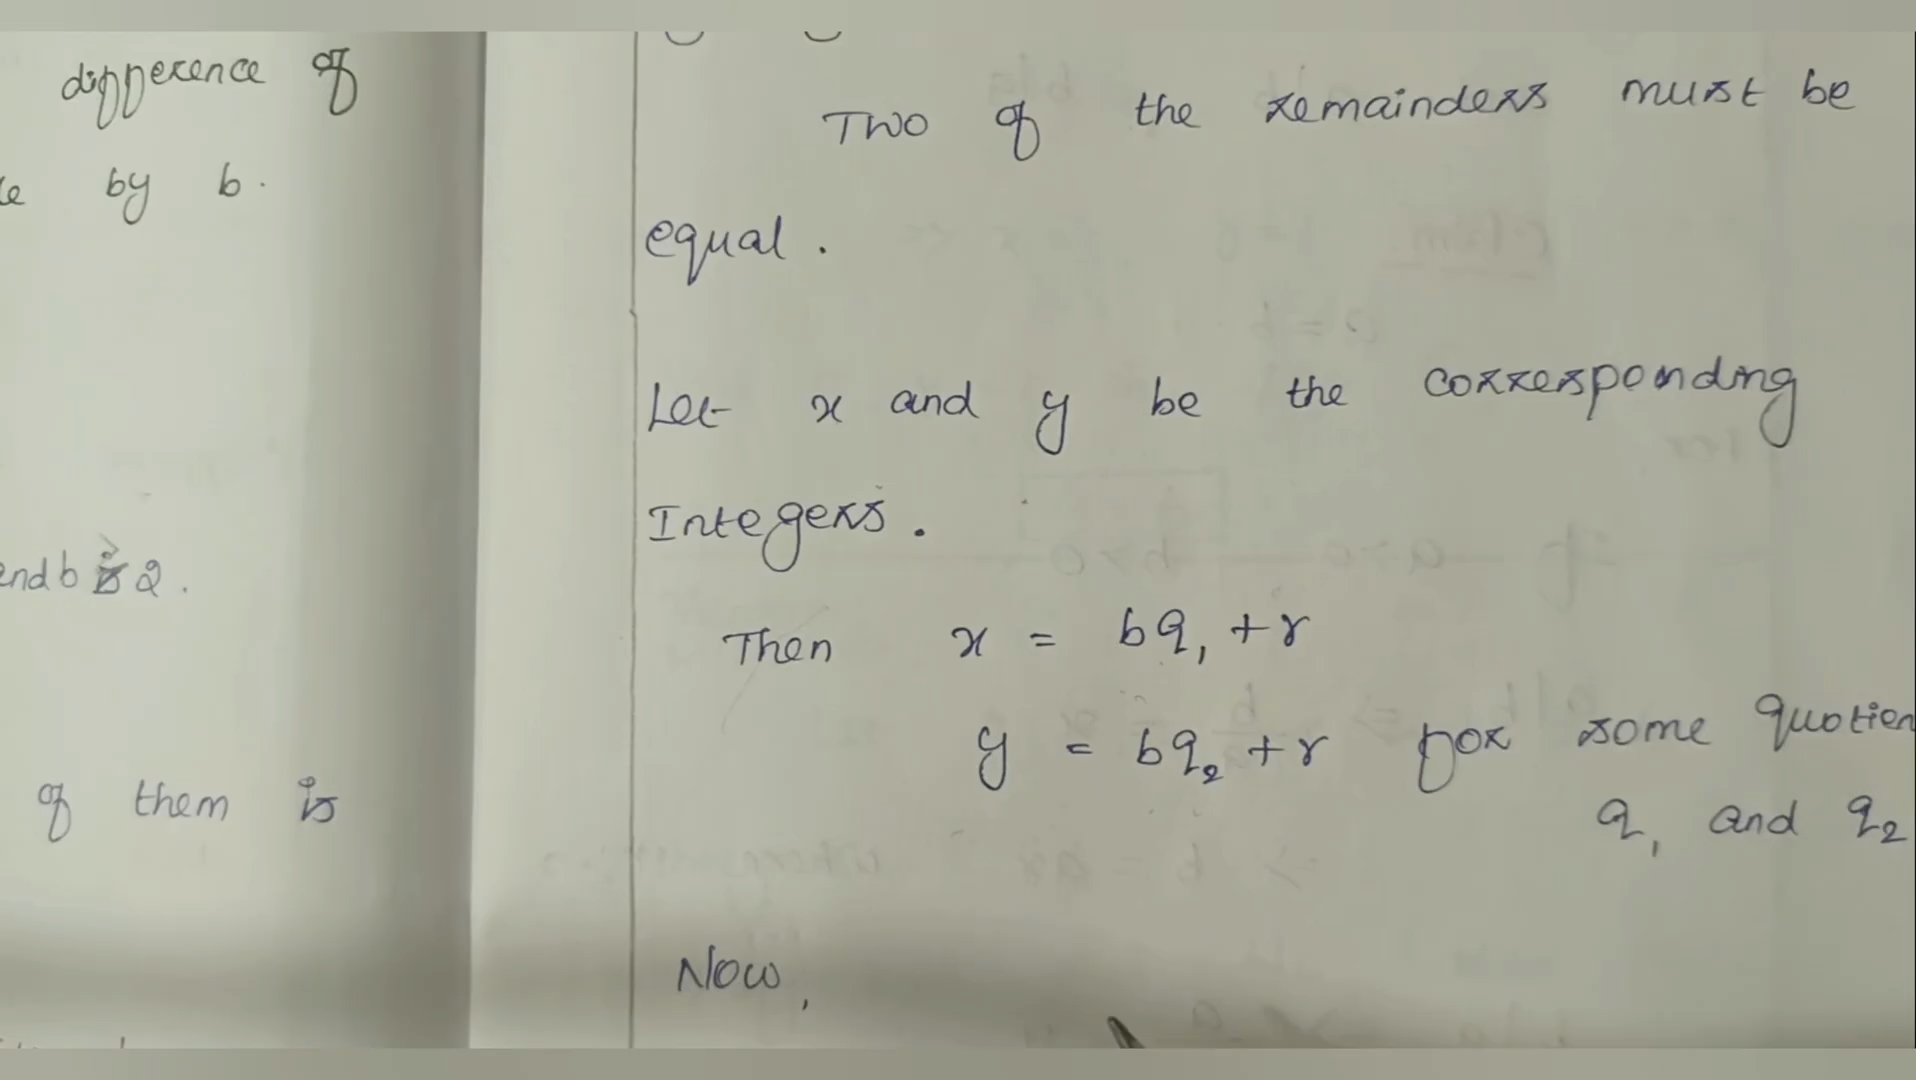 difference of
by b.
and b ≥ 2.
of them is
Two of the remainders must be
equal.
Let x and y be the corresponding
Integers.
Then x = bq₁ + r
y = bq₂ + r for some quotien
q₁ and q₂
Now,